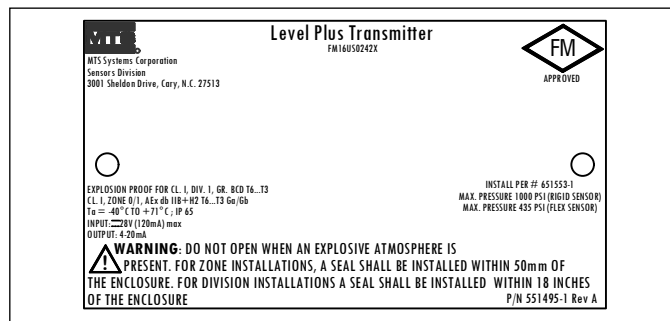 MTS
Level Plus Transmitter
FM16US0242X
FM
APPROVED
MTS Systems Corporation
Sensors Division
3001 Sheldon Drive, Cary, N.C. 27513
EXPLOSION PROOF FOR CL. I, DIV. 1, GR. BCD T6...T3
CL. I, ZONE 0/1, AEx db IIB+H2 T6...T3 Ga/Gb
Ta = -40°C TO +71°C ; IP 65
INPUT: 28V (120mA) max
OUTPUT: 4-20mA
INSTALL PER # 651553-1
MAX. PRESSURE 1000 PSI (RIGID SENSOR)
MAX. PRESSURE 435 PSI (FLEX SENSOR)
WARNING: DO NOT OPEN WHEN AN EXPLOSIVE ATMOSPHERE IS
PRESENT. FOR ZONE INSTALLATIONS, A SEAL SHALL BE INSTALLED WITHIN 50mm OF
THE ENCLOSURE. FOR DIVISION INSTALLATIONS A SEAL SHALL BE INSTALLED WITHIN 18 INCHES
OF THE ENCLOSURE
P/N 551495-1 Rev A